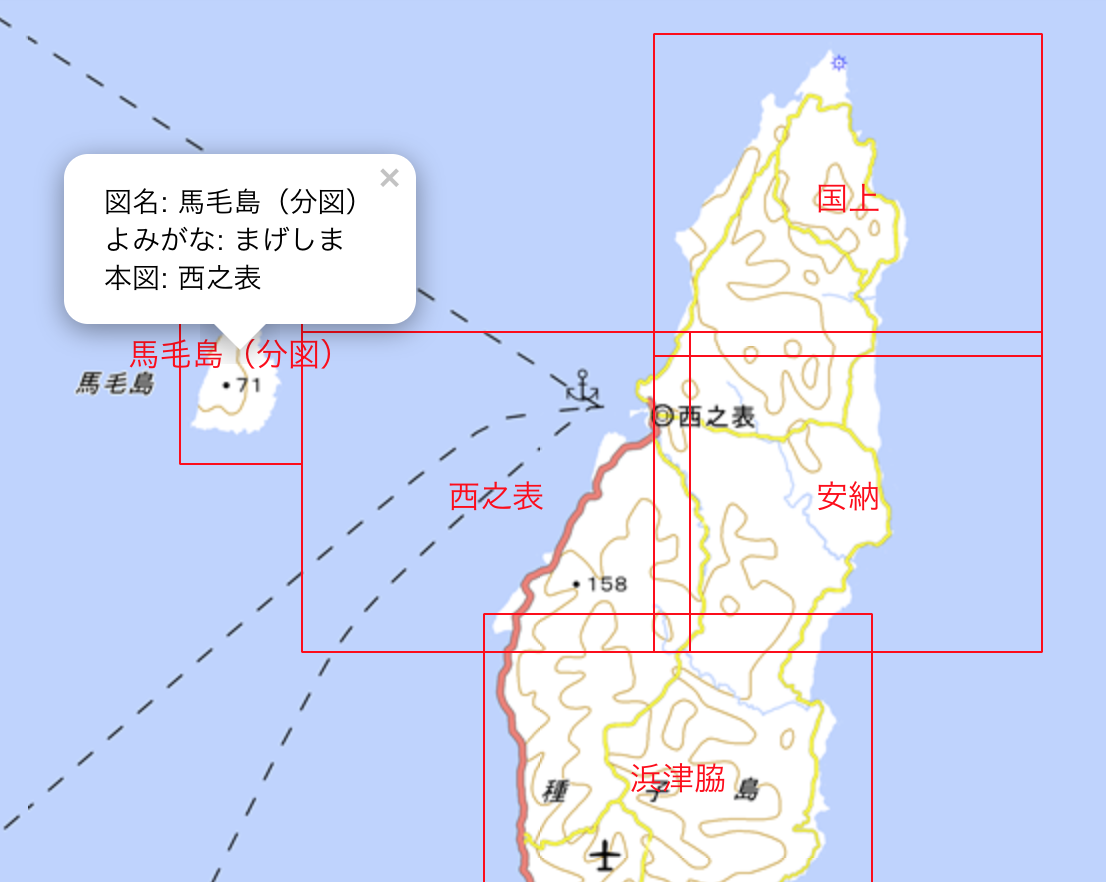 国上
×
図名: 馬毛島（分図）
よみがな: まげしま
本図: 西之表
馬毛島（分図）
馬毛島
71
西之表
西之表
安納
158
浜津脇
種子島